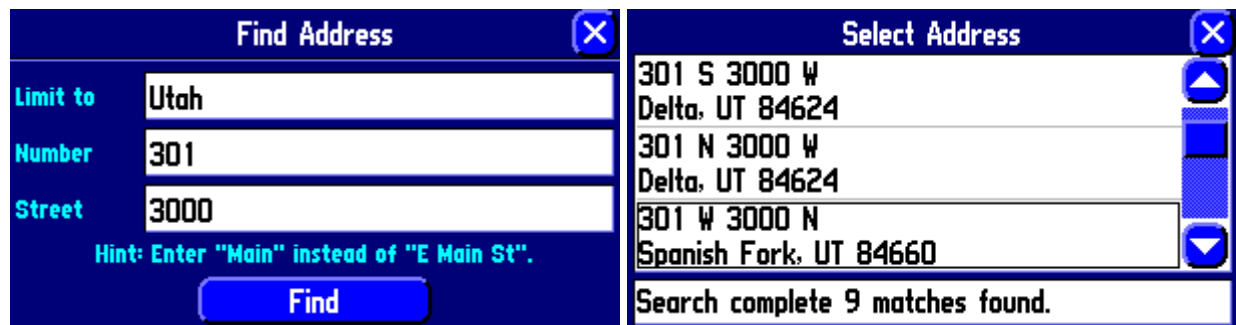 Find Address
Limit to Utah
Number 301
Street 3000
Hint: Enter "Main" instead of "E Main St".
Find
Select Address
301 S 3000 W
Delta, UT 84624
301 N 3000 W
Delta, UT 84624
301 W 3000 N
Spanish Fork, UT 84660
Search complete 9 matches found.